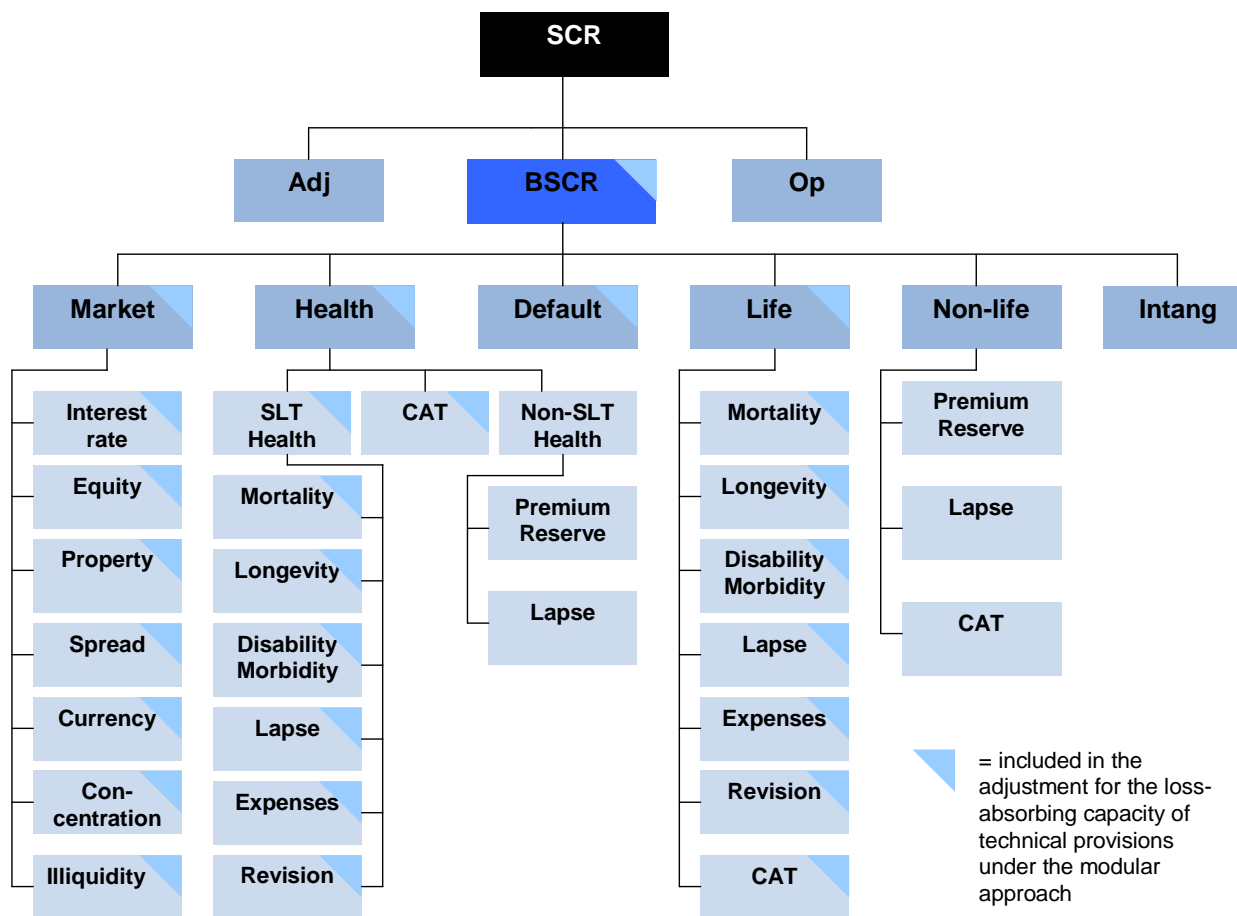 SCR
Adj
BSCR
Op
Market
Health
Default
Life
Non-life
Intang
Interest
rate
Equity
Property
Spread
Currency
Con-
centration
Illiquidity
SLT
Health
CAT
Non-SLT
Health
Mortality
Longevity
Disability
Morbidity
Lapse
Expenses
Revision
Premium
Reserve
Lapse
Mortality
Longevity
Disability
Morbidity
Lapse
Expenses
Revision
CAT
Premium
Reserve
Lapse
CAT
= included in the
adjustment for the loss-
absorbing capacity of
technical provisions
under the modular
approach